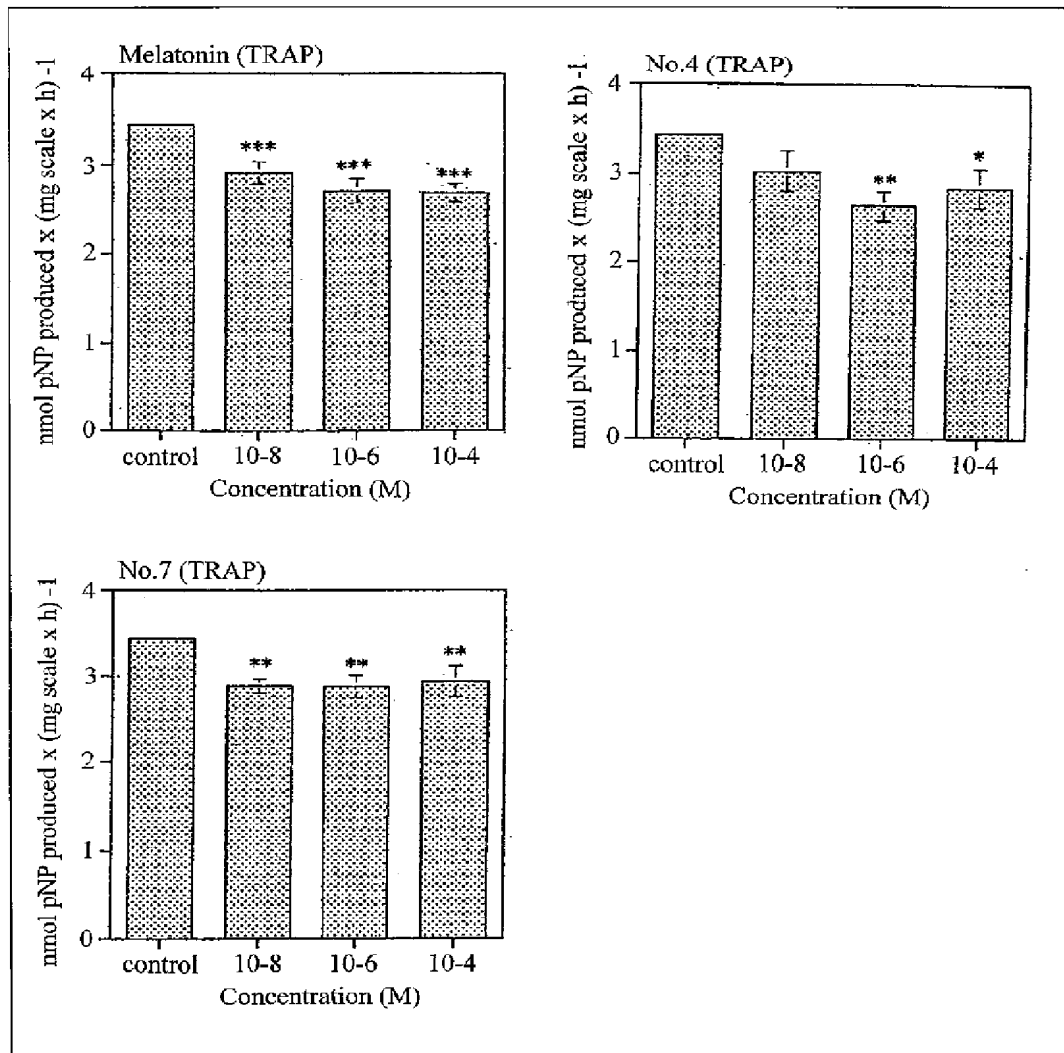 Melatonin (TRAP)
nmol pNP produced x (mg scale x h) -1
4
3
2
1
0
***
***
***
control 10-8 10-6 10-4
Concentration (M)
No.4 (TRAP)
nmol pNP produced x (mg scale x h) -1
4
3
2
1
0
**
*
control 10-8 10-6 10-4
Concentration (M)
No.7 (TRAP)
nmol pNP produced x (mg scale x h) -1
4
3
2
1
0
**
**
**
control 10-8 10-6 10-4
Concentration (M)